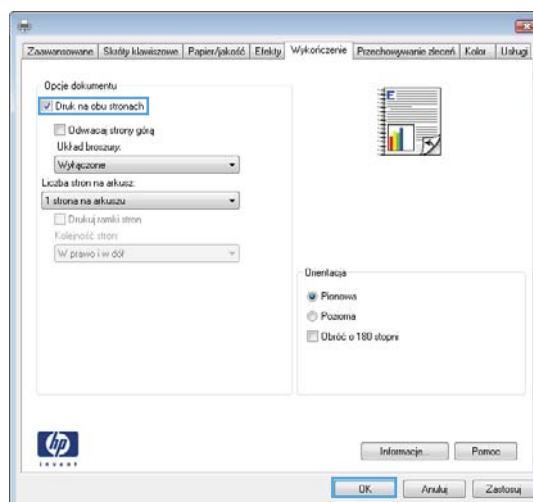 Zaawansowane Skróty klawiszowe Papier/jakość Efekty Wykończenie Przechowywanie zleceń Kolor Usługi
Opcje dokumentu
Druk na obu stronach
Odwracaj strony górą
Układ broszury:
Wyłączone
Liczba stron na arkusz:
1 strona na arkuszu
Drukuj ramki stron
Kolejność stron:
W prawo i w dół
Orientacja
Pionowa
Pozioma
Obróć o 180 stopni
hp
invent
Informacje... Pomoc
OK Anuluj Zastosuj